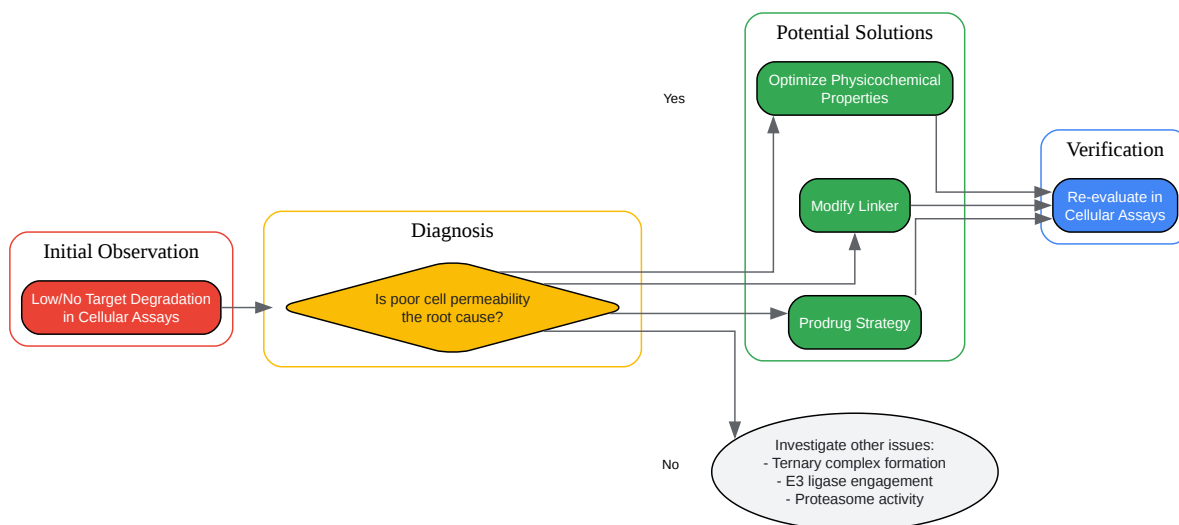 Initial Observation
Low/No Target Degradation
in Cellular Assays
Diagnosis
Is poor cell permeability
the root cause?
Yes
Potential Solutions
Optimize Physicochemical
Properties
Modify Linker
Prodrug Strategy
Verification
Re-evaluate in
Cellular Assays
No
Investigate other issues:
- Ternary complex formation
- E3 ligase engagement
- Proteasome activity